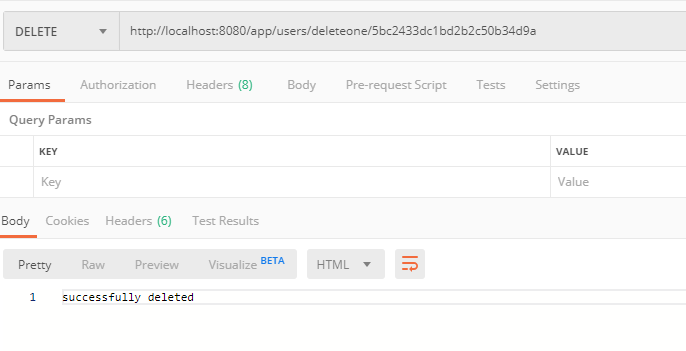 DELETE http://localhost:8080/app/users/deleteone/5bc2433dc1bd2b2c50b34d9a
Params Authorization Headers (8) Body Pre-request Script Tests Settings
Query Params
KEY VALUE
Key Value
Body Cookies Headers (6) Test Results
Pretty Raw Preview Visualize BETA HTML
1 successfully deleted